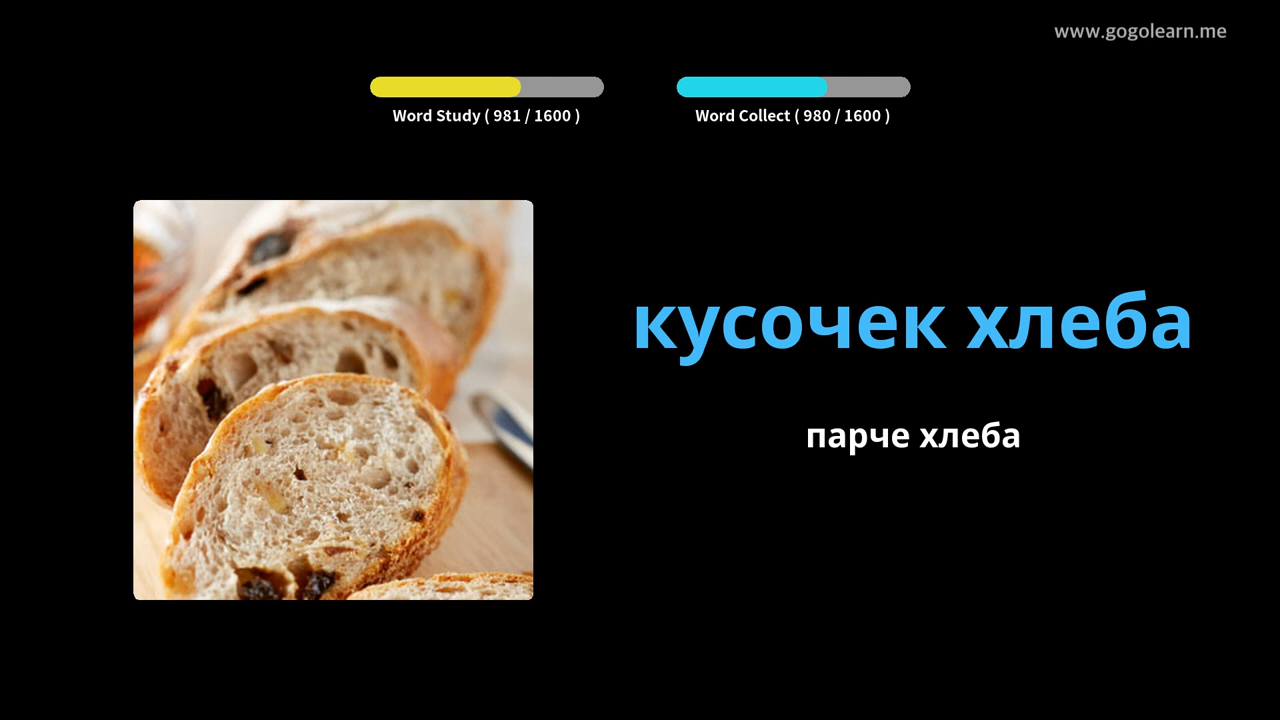 www.gogolearn.me
Word Study ( 981 / 1600 )
Word Collect ( 980 / 1600 )
кусочек хлеба
парче хлеба